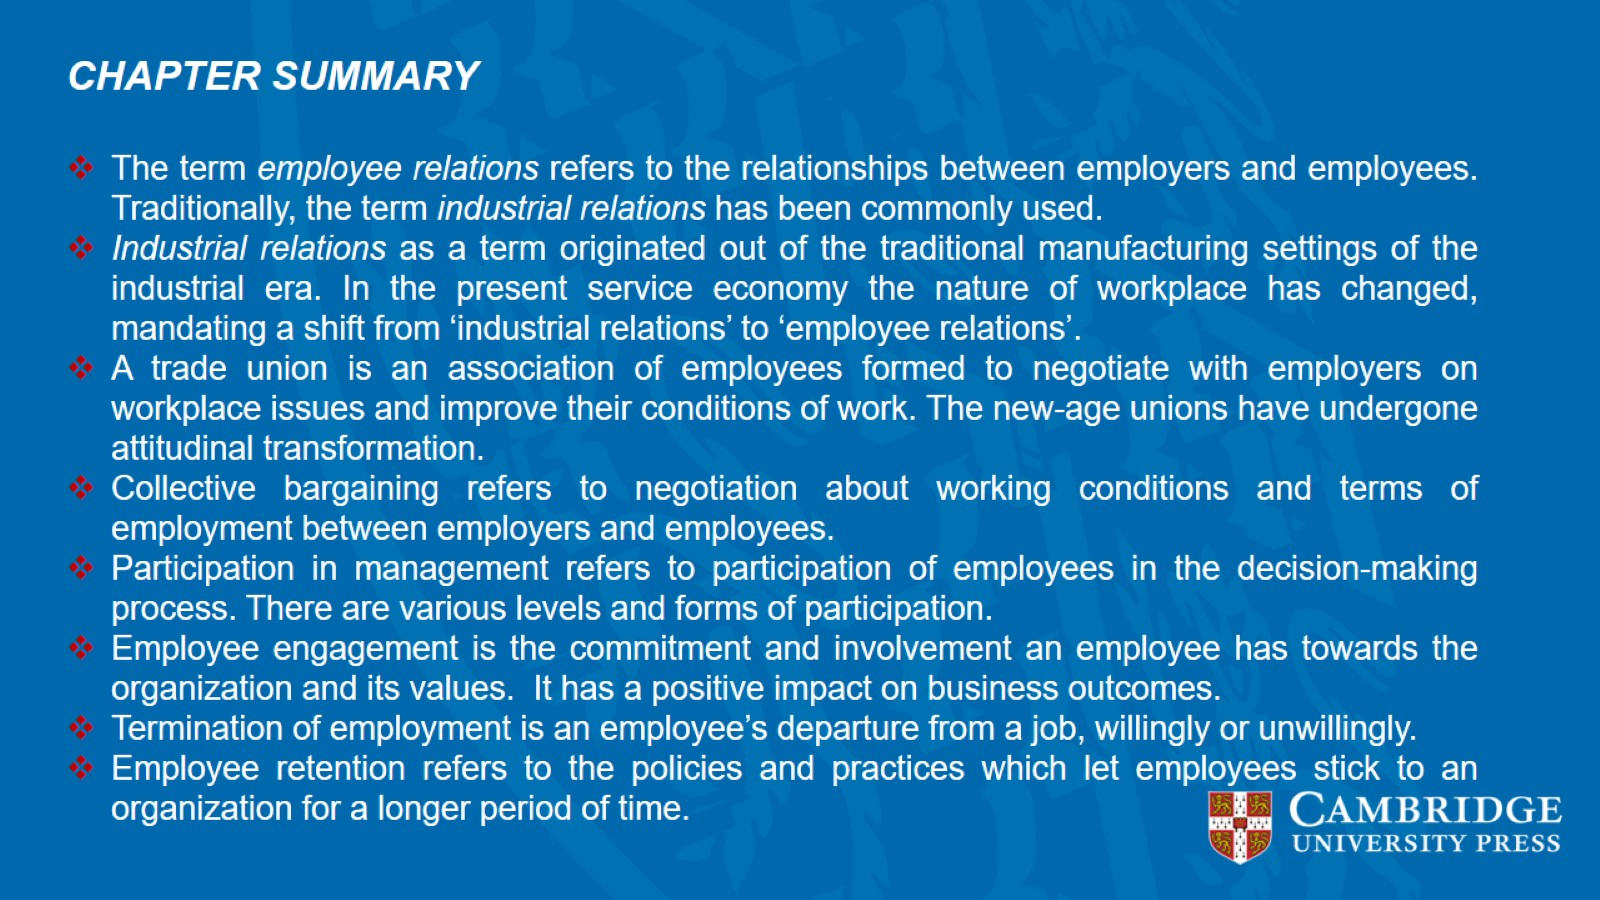 CHAPTER SUMMARY
The term employee relations refers to the relationships between employers and employees.
Traditionally, the term industrial relations has been commonly used.
Industrial relations as a term originated out of the traditional manufacturing settings of the
industrial era. In the present service economy the nature of workplace has changed,
mandating a shift from ‘industrial relations’ to ‘employee relations’.
A trade union is an association of employees formed to negotiate with employers on
workplace issues and improve their conditions of work. The new-age unions have undergone
attitudinal transformation.
Collective bargaining refers to negotiation about working conditions and terms of
employment between employers and employees.
Participation in management refers to participation of employees in the decision-making
process. There are various levels and forms of participation.
Employee engagement is the commitment and involvement an employee has towards the
organization and its values.  It has a positive impact on business outcomes.
Termination of employment is an employee’s departure from a job, willingly or unwillingly.
Employee retention refers to the policies and practices which let employees stick to an
organization for a longer period of time.
CAMBRIDGE
UNIVERSITY PRESS